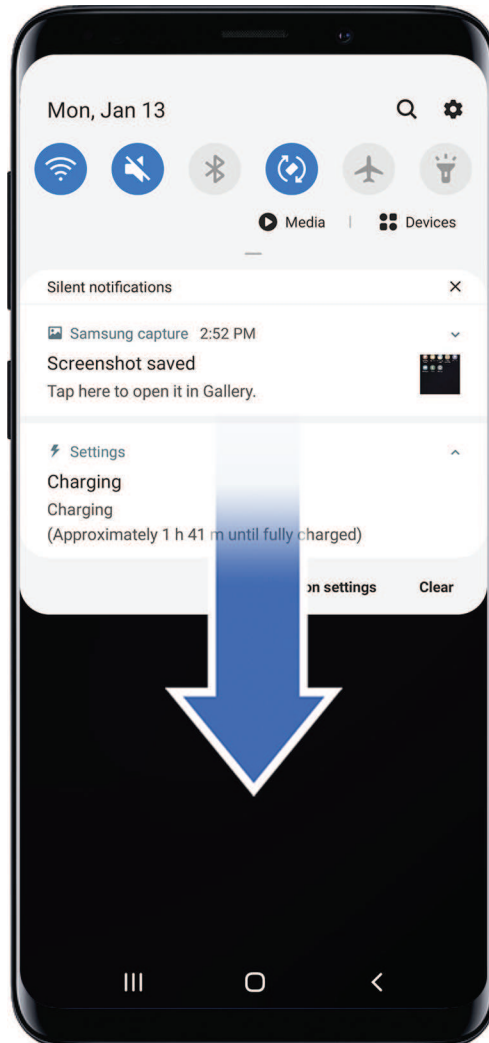 Mon, Jan 13
Media | Devices
Silent notifications
Samsung capture 2:52 PM
Screenshot saved
Tap here to open it in Gallery.
Settings
Charging
Charging
(Approximately 1 h 41 m until fully charged)
on settings Clear